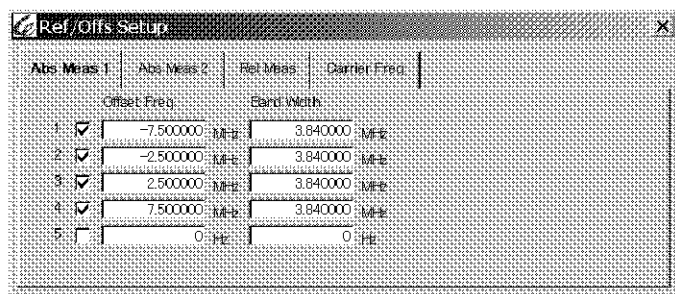 Ref/Offs Setup
Abs Meas 1 Abs Meas 2 Rel Meas Carrier Freq
Offset Freq Band Width
1 -7.500000 MHz 3.840000 MHz
2 -2.500000 MHz 3.840000 MHz
3 2.500000 MHz 3.840000 MHz
4 7.500000 MHz 3.840000 MHz
5 0 Hz 0 Hz